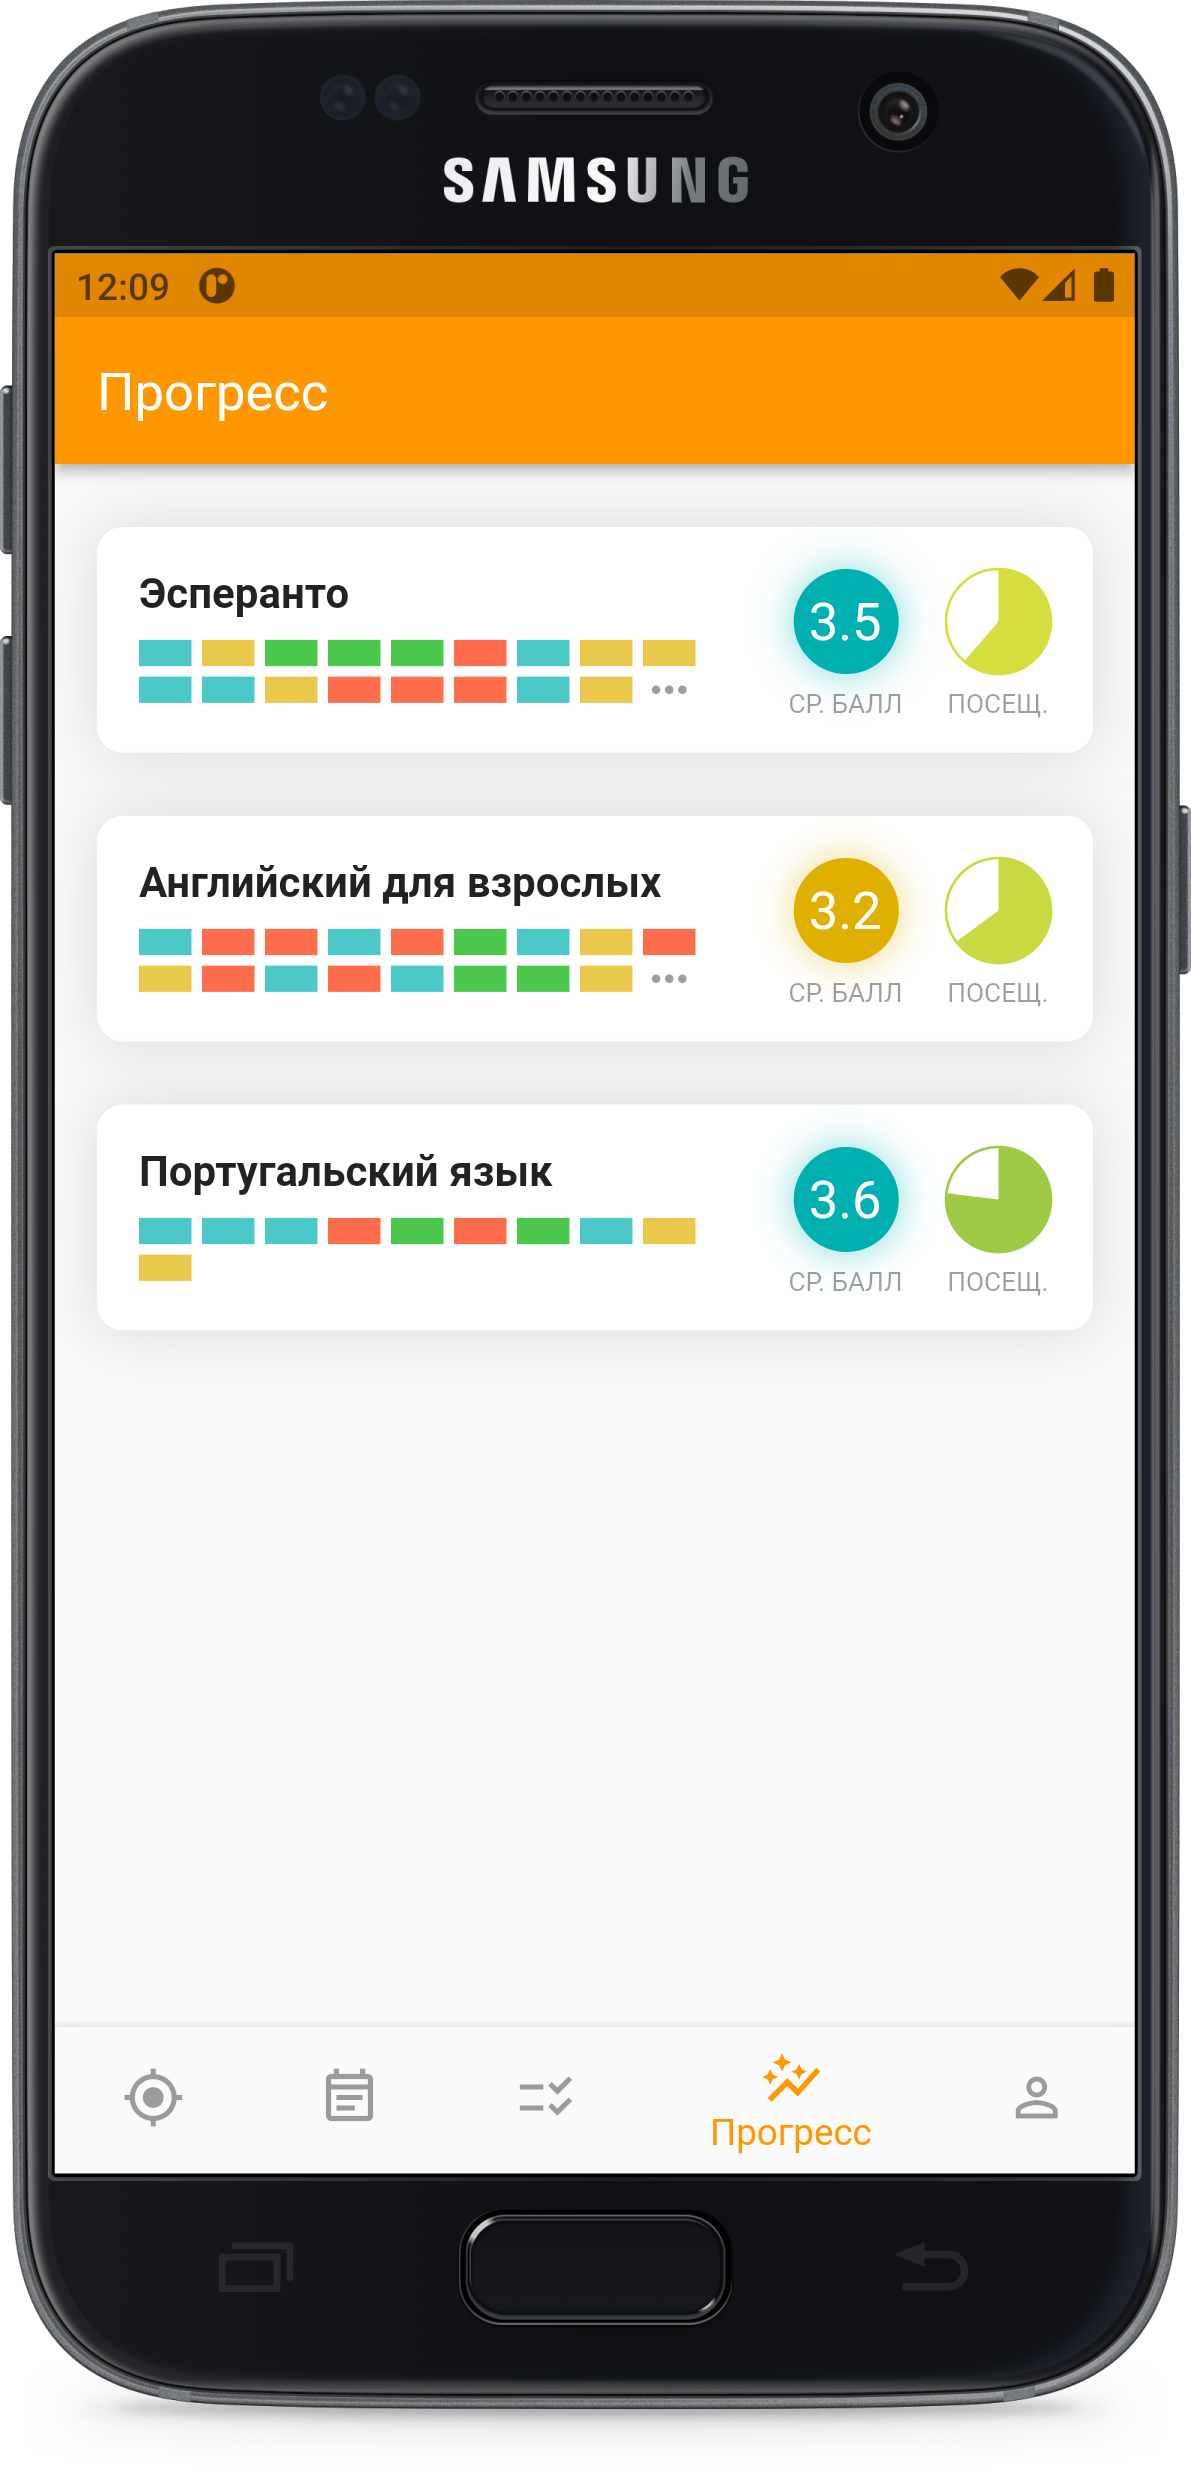 SAMSUNG
12:09
Прогресс
Эсперанто
3.5
СР. БАЛЛ
ПОСЕЩ.
Английский для взрослых
3.2
СР. БАЛЛ
ПОСЕЩ.
Португальский язык
3.6
СР. БАЛЛ
ПОСЕЩ.
Прогресс